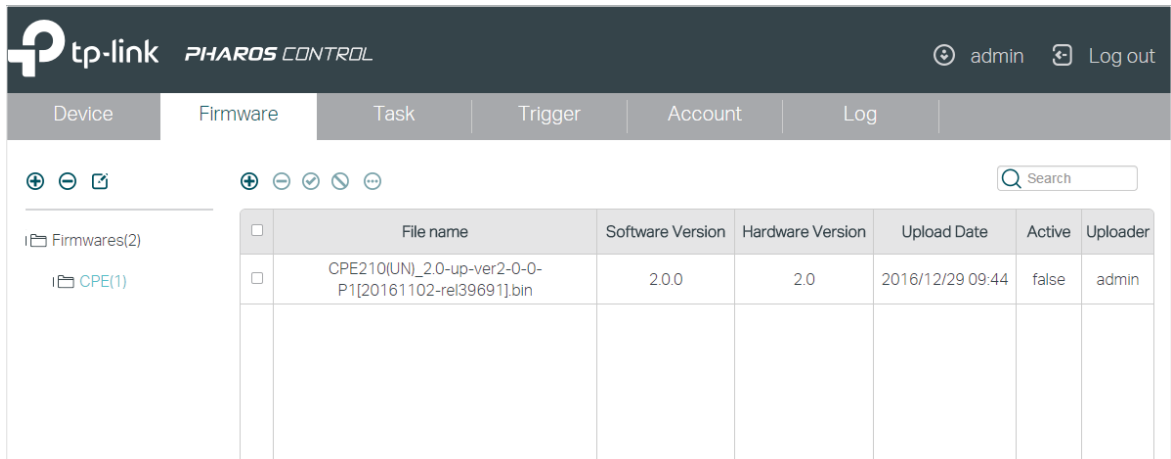 tp-link PHAROS CONTROL
admin Log out
Device Firmware Task Trigger Account Log
Search
Firmwares(2)
CPE(1)
File name Software Version Hardware Version Upload Date Active Uploader
CPE210(UN)_2.0-up-ver2-0-0-
P1[20161102-rel39691].bin 2.0.0 2.0 2016/12/29 09:44 false admin